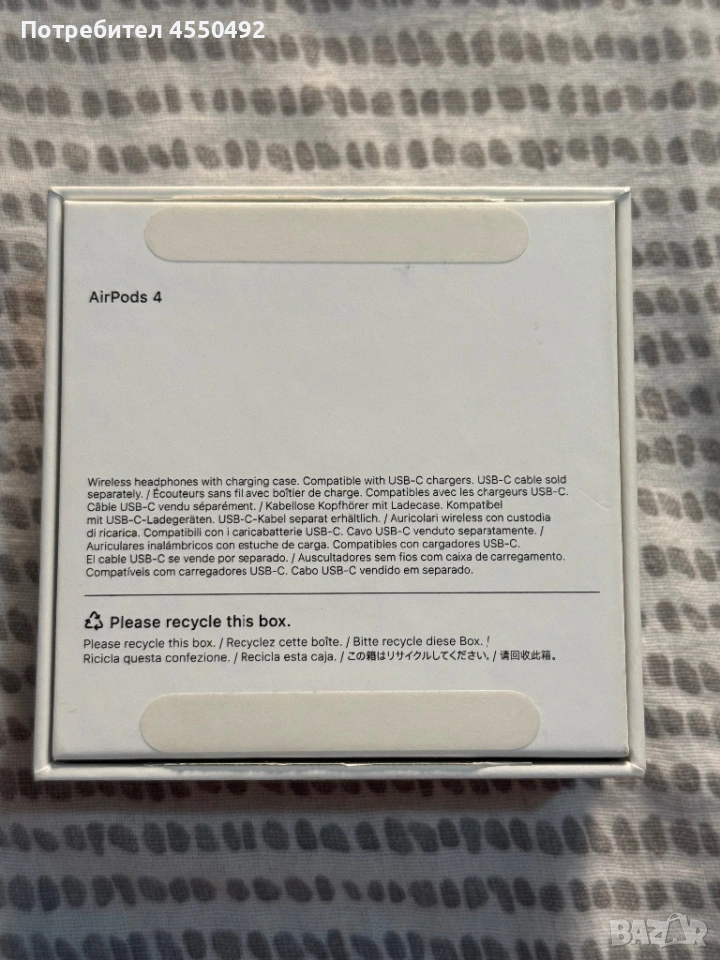 Потребител 4550492
AirPods 4
Wireless headphones with charging case. Compatible with USB-C chargers. USB-C cable sold
separately. / Écouteurs sans fil avec boîtier de charge. Compatibles avec les chargeurs USB-C.
Câble USB-C vendu séparément. / Kabellose Kopfhörer mit Ladecase. Kompatibel
mit USB-C-Ladegeräten. USB-C-Kabel separat erhältlich. / Auricolari wireless con custodia
di ricarica. Compatibili con i caricabatterie USB-C. Cavo USB-C venduto separatamente. /
Auriculares inalámbricos con estuche de carga. Compatibles con cargadores USB-C.
El cable USB-C se vende por separado. / Auscultadores sem fios com caixa de carregamento.
Compatíveis com carregadores USB-C. Cabo USB-C vendido em separado.
Please recycle this box.
Please recycle this box. / Recyclez cette boîte. / Bitte recycle diese Box. /
Ricicla questa confezione. / Recicla esta caja. / この箱はリサイクルしてください。/ 请回收此箱。
BAZAR